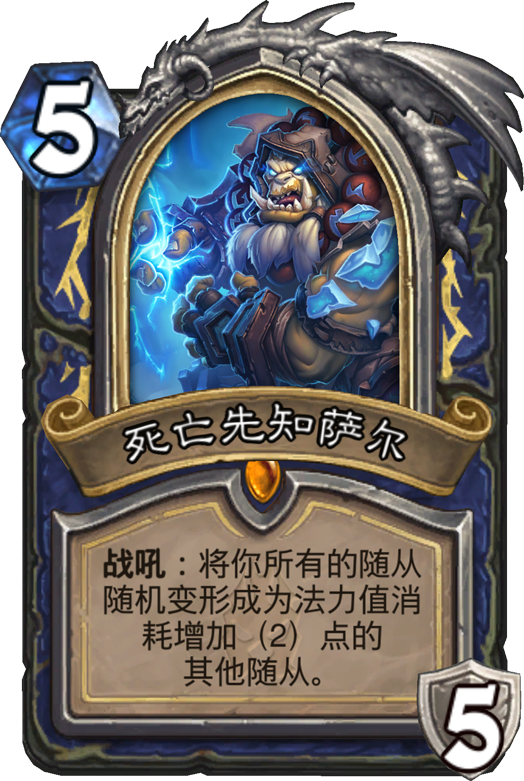 5
死亡先知萨尔
战吼：将你所有的随从
随机变形成为法力值消
耗增加（2）点的
其他随从。
5